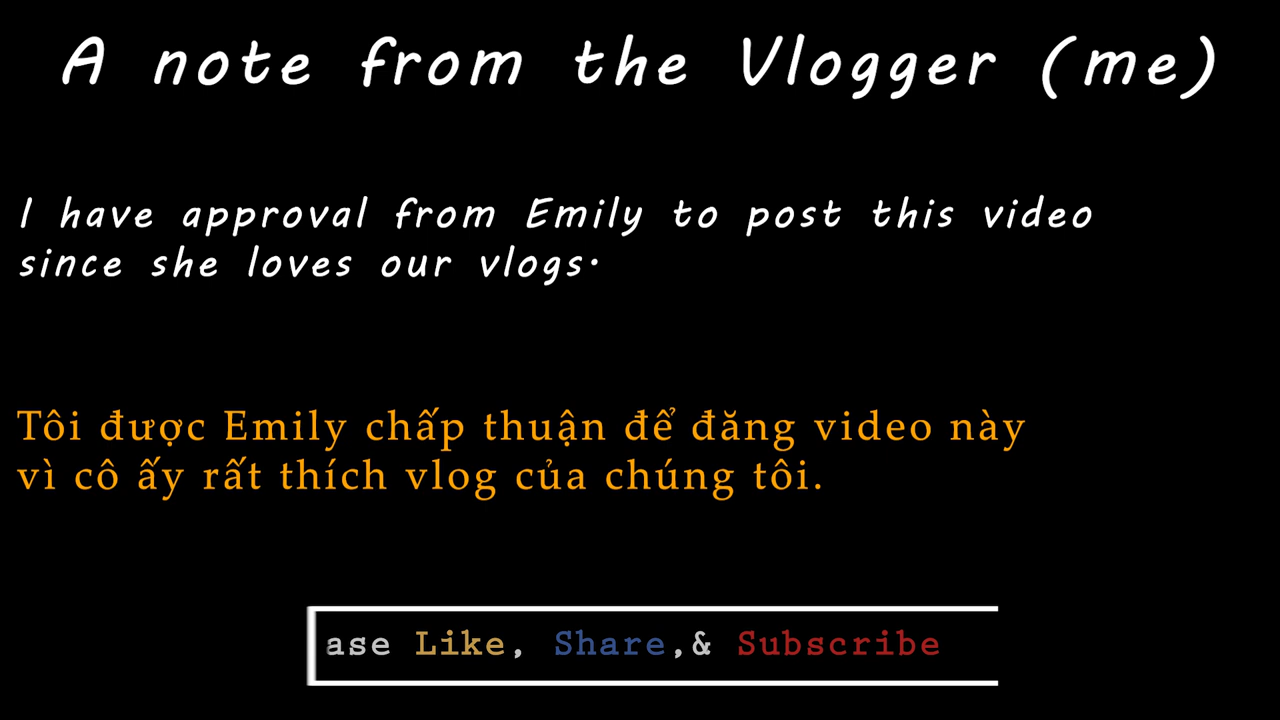 A note from the Vlogger (me)
I have approval from Emily to post this video
since she loves our vlogs.
Tôi được Emily chấp thuận để đăng video này
vì cô ấy rất thích vlog của chúng tôi.
ase Like, Share,& Subscribe